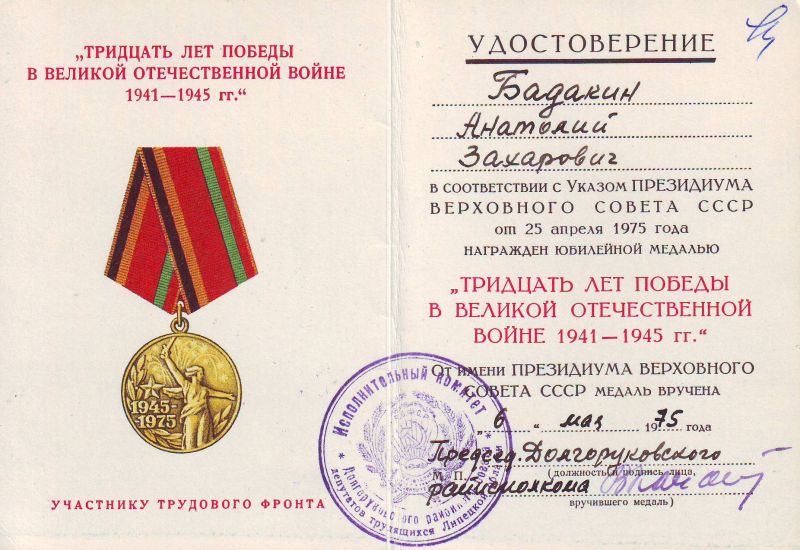 „ТРИДЦАТЬ ЛЕТ ПОБЕДЫ
В ВЕЛИКОЙ ОТЕЧЕСТВЕННОЙ ВОЙНЕ
1941—1945 гг.“
1945-
1975
УЧАСТНИКУ ТРУДОВОГО ФРОНТА
УДОСТОВЕРЕНИЕ
Бадакин
Анатолий
Захарович
В СООТВЕТСТВИИ С УКАЗОМ ПРЕЗИДИУМА
ВЕРХОВНОГО СОВЕТА СССР
от 25 апреля 1975 года
НАГРАЖДЕН ЮБИЛЕЙНОЙ МЕДАЛЬЮ
„ТРИДЦАТЬ ЛЕТ ПОБЕДЫ
В ВЕЛИКОЙ ОТЕЧЕСТВЕННОЙ
ВОЙНЕ 1941—1945 гг.“
От имени ПРЕЗИДИУМА ВЕРХОВНОГО
СОВЕТА СССР МЕДАЛЬ ВРУЧЕНА
„6“ мая 1975 года
Председ. Долгоруковского
М. П. (должность и подпись лица,
райисполкома
вручившего медаль)
Исполнительный комитет
Долгоруковского районного
депутатов трудящихся Липецкой области